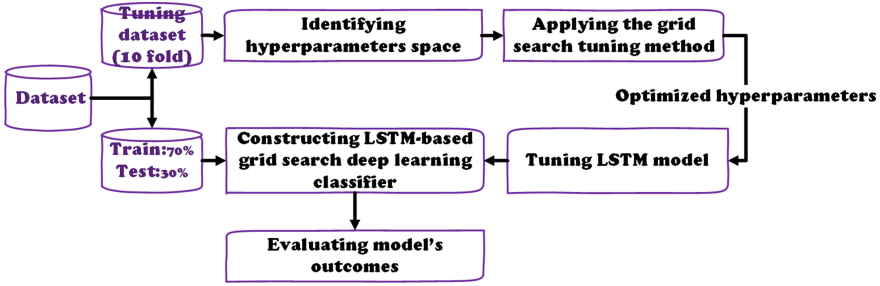 Tuning
dataset
(10 fold)
Identifying
hyperparameters space
Applying the grid
search tuning method
Dataset
Optimized hyperparameters
Train:70%
Test:30%
Constructing LSTM-based
grid search deep learning
classifier
Tuning LSTM model
Evaluating model's
outcomes